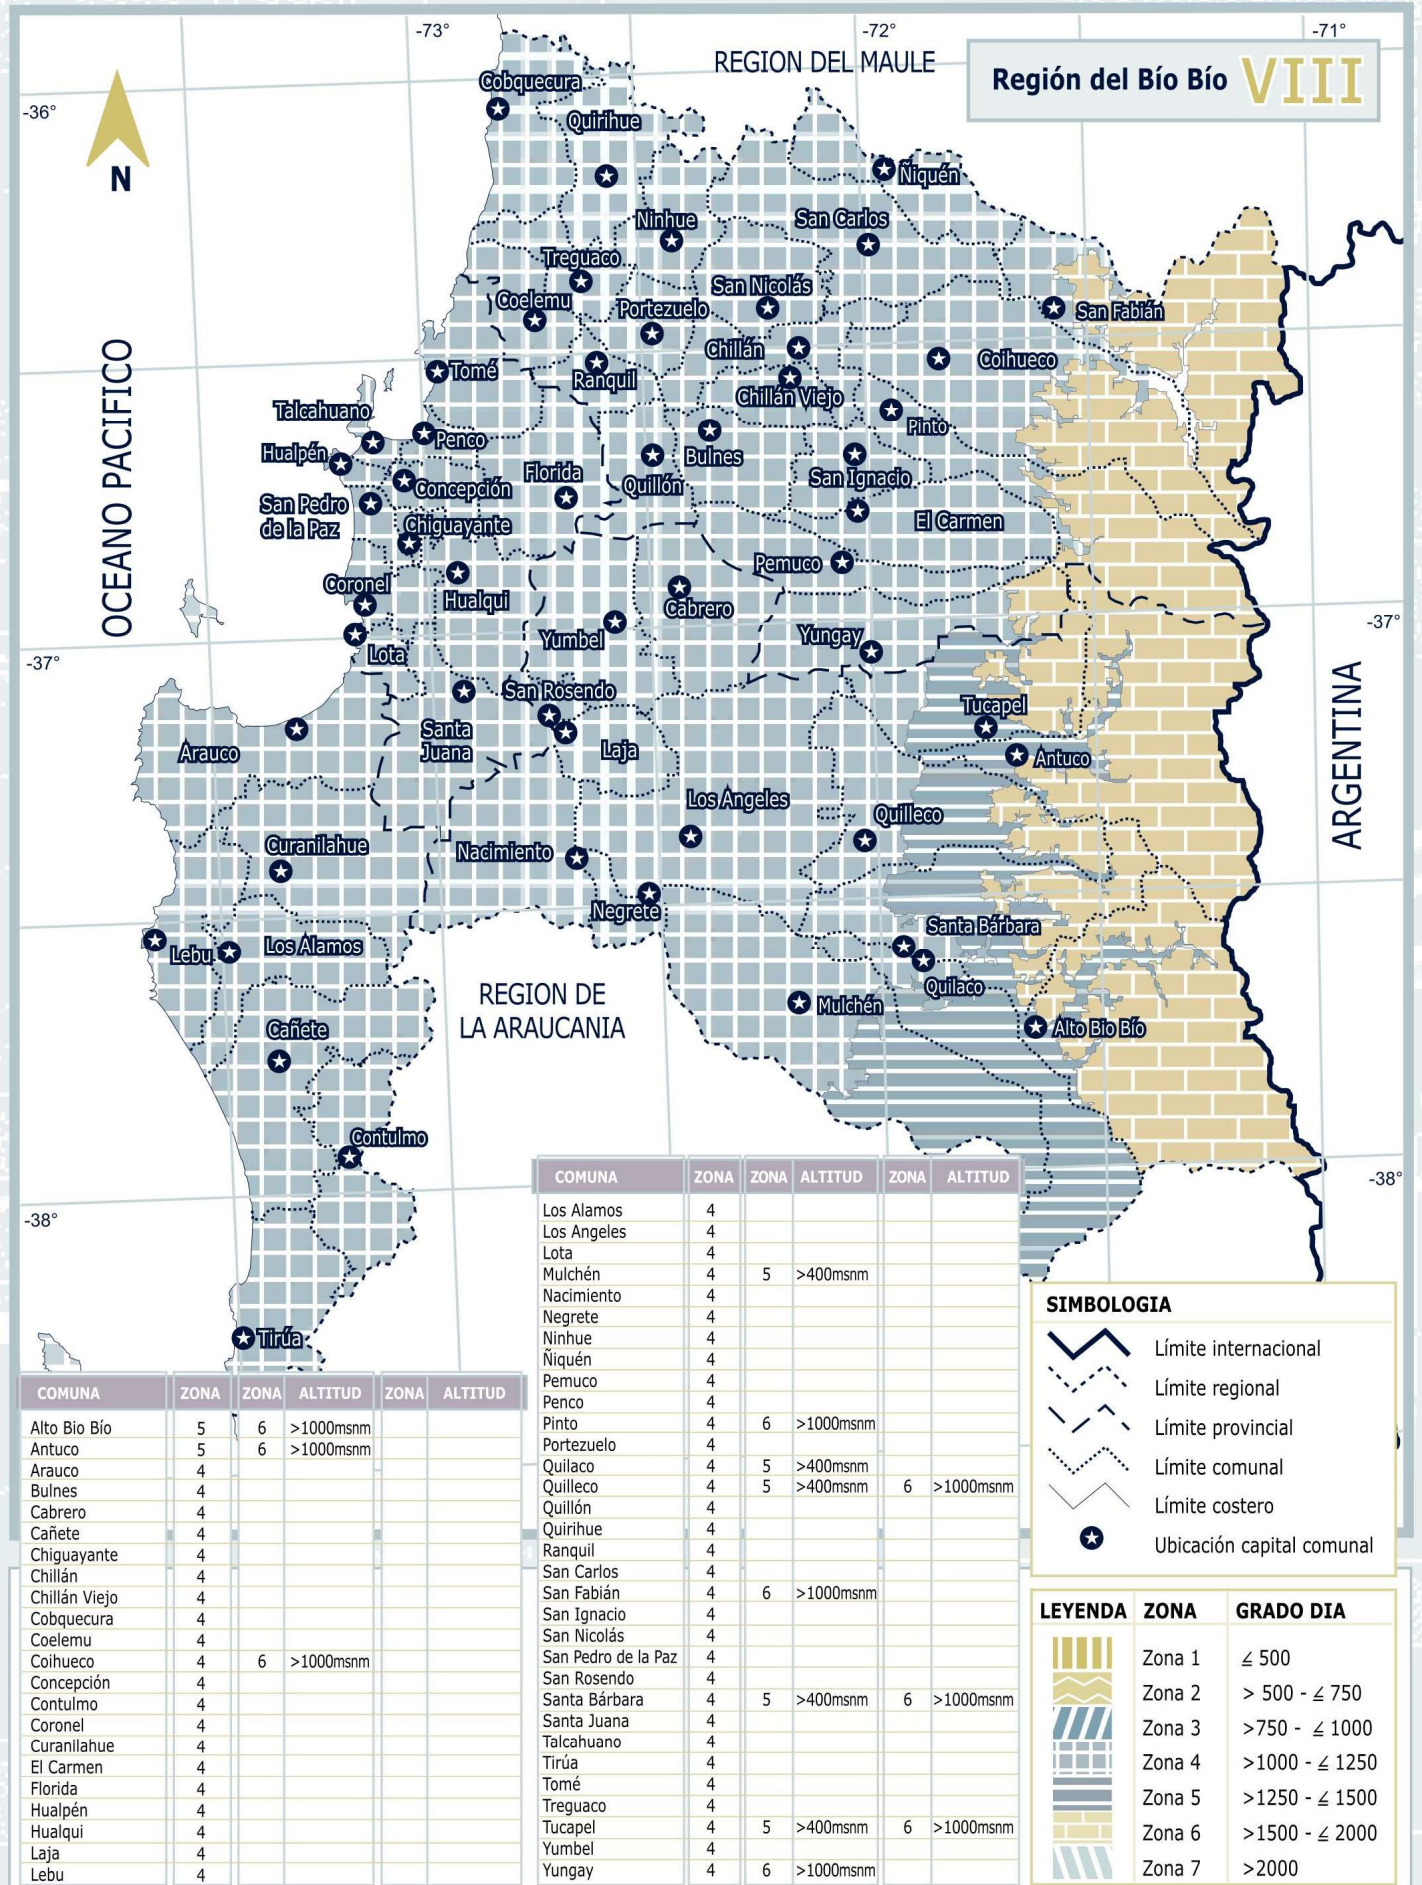 -73°
-72°
-71°
REGION DEL MAULE
Región del Bío Bío VIII
-36°
N
Cobquecura
Quirihue
Ñiquén
Ninhue
San Carlos
Treguaco
San Nicolás
Coelemu
Portezuelo
San Fabián
Chillán
Coihueco
Tomé
Ranquil
Chillán Viejo
Talcahuano
Pinto
Penco
Hualpén
Bulnes
Florida
San Ignacio
Concepción
Quillón
San Pedro
de la Paz
Chiguayante
El Carmen
OCEANO PACIFICO
Pemuco
Coronel
Hualqui
Cabrero
-37°
Yumbel
Yungay
Lota
-37°
San Rosendo
Tucapel
Santa
Juana
Arauco
Laja
Antuco
ARGENTINA
Los Angeles
Quilleco
Curanilahue
Nacimiento
Negrete
Santa Bárbara
Lebu
Los Alamos
Quilaco
REGION DE
LA ARAUCANIA
Mulchén
Alto Bio Bío
Cañete
Contulmo
-38°
-38°
Tirúa
COMUNA ZONA ZONA ALTITUD ZONA ALTITUD
Alto Bio Bío 5 6 >1000msnm
Antuco 5 6 >1000msnm
Arauco 4
Bulnes 4
Cabrero 4
Cañete 4
Chiguayante 4
Chillán 4
Chillán Viejo 4
Cobquecura 4
Coelemu 4
Coihueco 4 6 >1000msnm
Concepción 4
Contulmo 4
Coronel 4
Curanilahue 4
El Carmen 4
Florida 4
Hualpén 4
Hualqui 4
Laja 4
Lebu 4
COMUNA ZONA ZONA ALTITUD ZONA ALTITUD
Los Alamos 4
Los Angeles 4
Lota 4
Mulchén 4 5 >400msnm
Nacimiento 4
Negrete 4
Ninhue 4
Ñiquén 4
Pemuco 4
Penco 4
Pinto 4 6 >1000msnm
Portezuelo 4
Quilaco 4 5 >400msnm
Quilleco 4 5 >400msnm 6 >1000msnm
Quillón 4
Quirihue 4
Ranquil 4
San Carlos 4
San Fabián 4 6 >1000msnm
San Ignacio 4
San Nicolás 4
San Pedro de la Paz 4
San Rosendo 4
Santa Bárbara 4 5 >400msnm 6 >1000msnm
Santa Juana 4
Talcahuano 4
Tirúa 4
Tomé 4
Treguaco 4
Tucapel 4 5 >400msnm 6 >1000msnm
Yumbel 4
Yungay 4 6 >1000msnm
SIMBOLOGIA
Límite internacional
Límite regional
Límite provincial
Límite comunal
Límite costero
Ubicación capital comunal
LEYENDA ZONA GRADO DIA
Zona 1 ≤ 500
Zona 2 > 500 - ≤ 750
Zona 3 >750 - ≤ 1000
Zona 4 >1000 - ≤ 1250
Zona 5 >1250 - ≤ 1500
Zona 6 >1500 - ≤ 2000
Zona 7 >2000